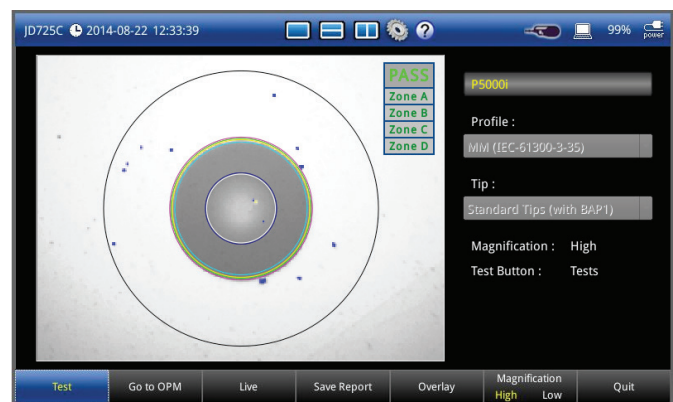 JD725C 2014-08-22 12:33:39
99%
power
PASS
Zone A
Zone B
Zone C
Zone D
P5000i
Profile :
MM (IEC-61300-3-35)
Tip :
Standard Tips (with BAP1)
Magnification : High
Test Button : Tests
Test
Go to OPM
Live
Save Report
Overlay
Magnification
High Low
Quit